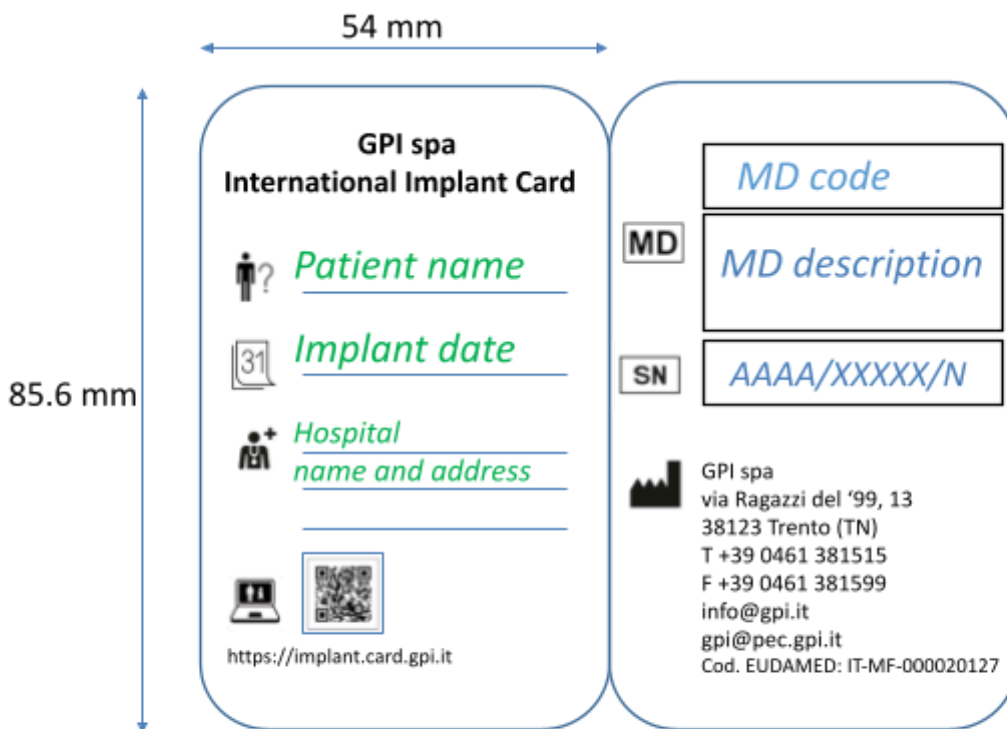 54 mm
85.6 mm
GPI spa
International Implant Card
?
Patient name
31
Implant date
Hospital
name and address
https://implant.card.gpi.it
MD code
MD
MD description
SN
AAAA/XXXXX/N
GPI spa
via Ragazzi del ‘99, 13
38123 Trento (TN)
T +39 0461 381515
F +39 0461 381599
info@gpi.it
gpi@pec.gpi.it
Cod. EUDAMED: IT-MF-000020127